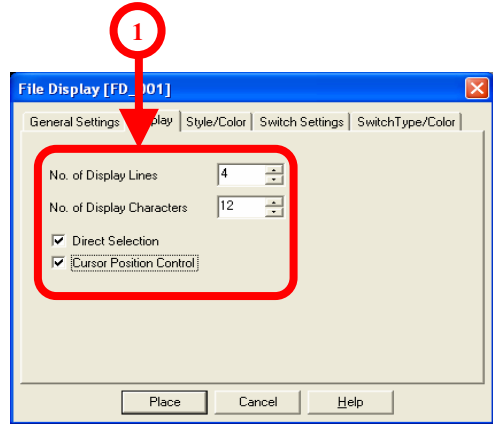 1
File Display [FD_001]
General Settings Display Style/Color Switch Settings SwitchType/Color
No. of Display Lines 4
No. of Display Characters 12
Direct Selection
Cursor Position Control
Place Cancel Help